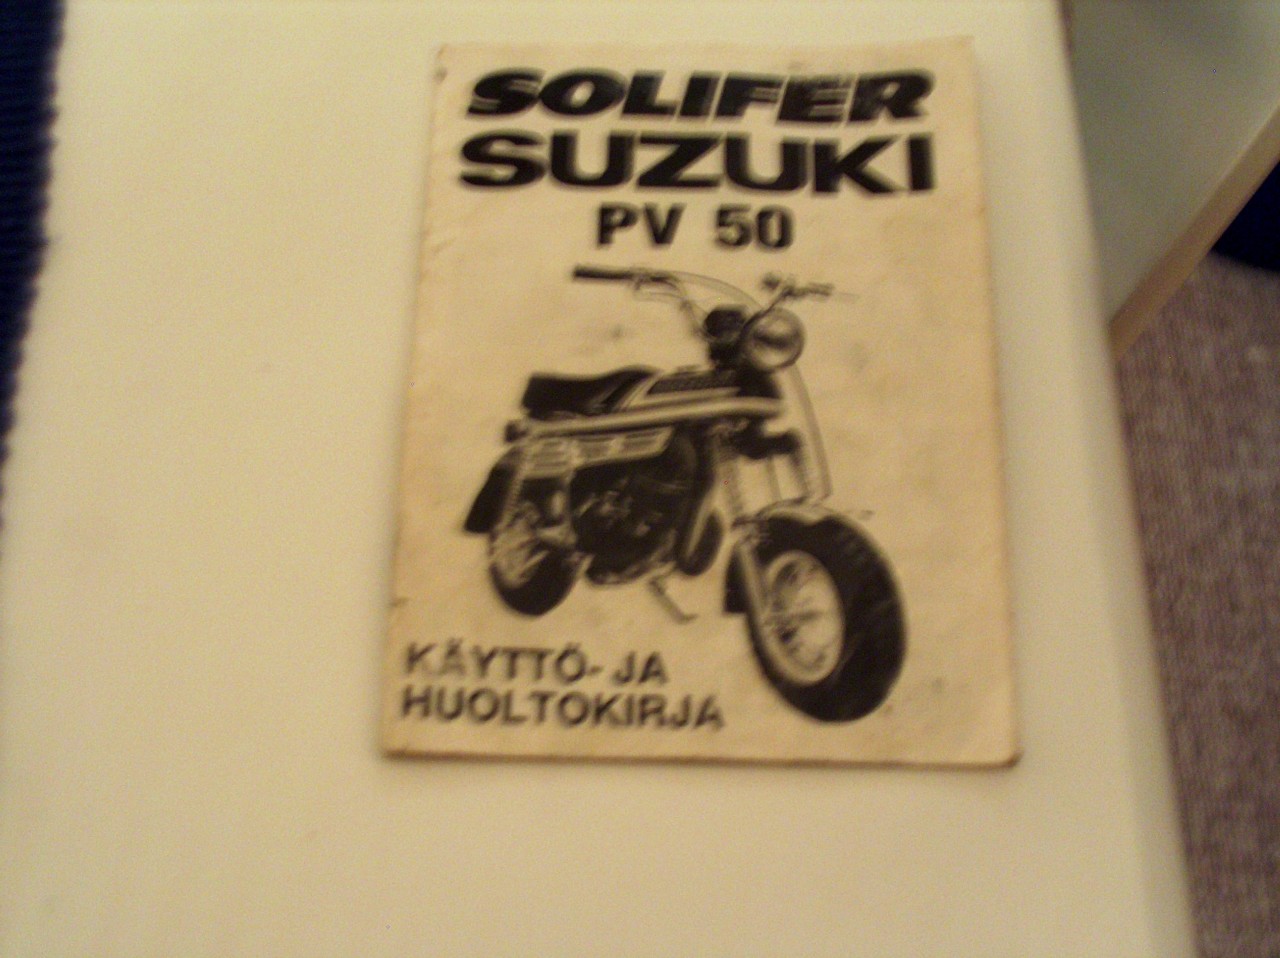 SOLIFER
SUZUKI
PV 50
KÄYTTÖ- JA
HUOLTOKIRJA